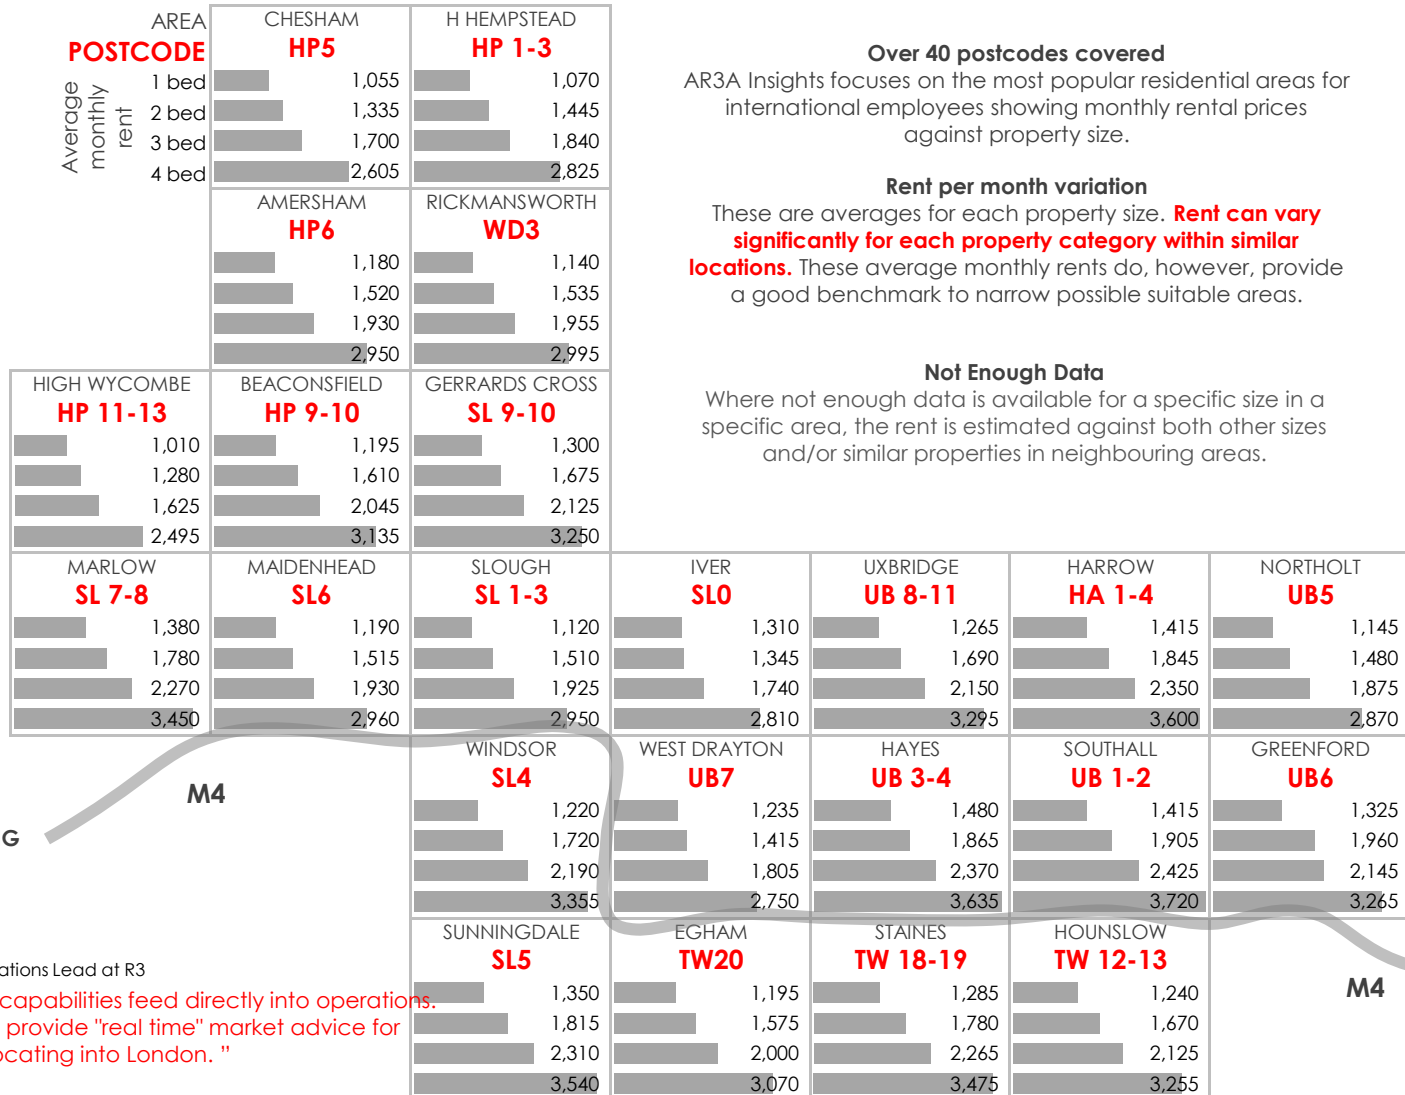 AREA
POSTCODE
Average
monthly
rent
1 bed
2 bed
3 bed
4 bed
CHESHAM
HP5
1,055
1,335
1,700
2,605
H HEMPSTEAD
HP 1-3
1,070
1,445
1,840
2,825
Over 40 postcodes covered
AR3A Insights focuses on the most popular residential areas for
international employees showing monthly rental prices
against property size.
Rent per month variation
These are averages for each property size. Rent can vary
significantly for each property category within similar
locations. These average monthly rents do, however, provide
a good benchmark to narrow possible suitable areas.
Not Enough Data
Where not enough data is available for a specific size in a
specific area, the rent is estimated against both other sizes
and/or similar properties in neighbouring areas.
AMERSHAM
HP6
1,180
1,520
1,930
2,950
RICKMANSWORTH
WD3
1,140
1,535
1,955
2,995
HIGH WYCOMBE
HP 11-13
1,010
1,280
1,625
2,495
BEACONSFIELD
HP 9-10
1,195
1,610
2,045
3,135
GERRARDS CROSS
SL 9-10
1,300
1,675
2,125
3,250
MARLOW
SL 7-8
1,380
1,780
2,270
3,450
MAIDENHEAD
SL6
1,190
1,515
1,930
2,960
SLOUGH
SL 1-3
1,120
1,510
1,925
2,950
IVER
SL0
1,310
1,345
1,740
2,810
UXBRIDGE
UB 8-11
1,265
1,690
2,150
3,295
HARROW
HA 1-4
1,415
1,845
2,350
3,600
NORTHOLT
UB5
1,145
1,480
1,875
2,870
M4
G
WINDSOR
SL4
1,220
1,720
2,190
3,355
WEST DRAYTON
UB7
1,235
1,415
1,805
2,750
HAYES
UB 3-4
1,480
1,865
2,370
3,635
SOUTHALL
UB 1-2
1,415
1,905
2,425
3,720
GREENFORD
UB6
1,325
1,960
2,145
3,265
ations Lead at R3
capabilities feed directly into operations.
provide "real time" market advice for
ocating into London. ”
SUNNINGDALE
SL5
1,350
1,815
2,310
3,540
EGHAM
TW20
1,195
1,575
2,000
3,070
STAINES
TW 18-19
1,285
1,780
2,265
3,475
HOUNSLOW
TW 12-13
1,240
1,670
2,125
3,255
M4